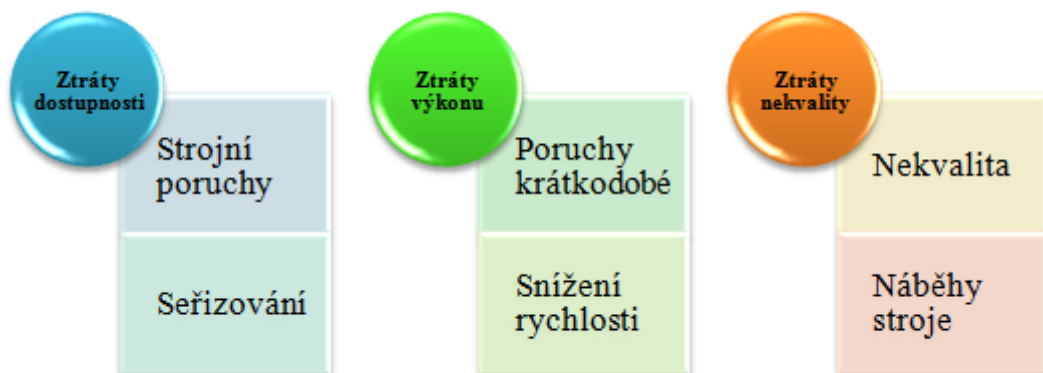 Ztráty
dostupnosti
Strojní
poruchy
Seřizování
Ztráty
výkonu
Poruchy
krátkodobé
Snížení
rychlosti
Ztráty
nekvality
Nekvalita
Náběhy
stroje